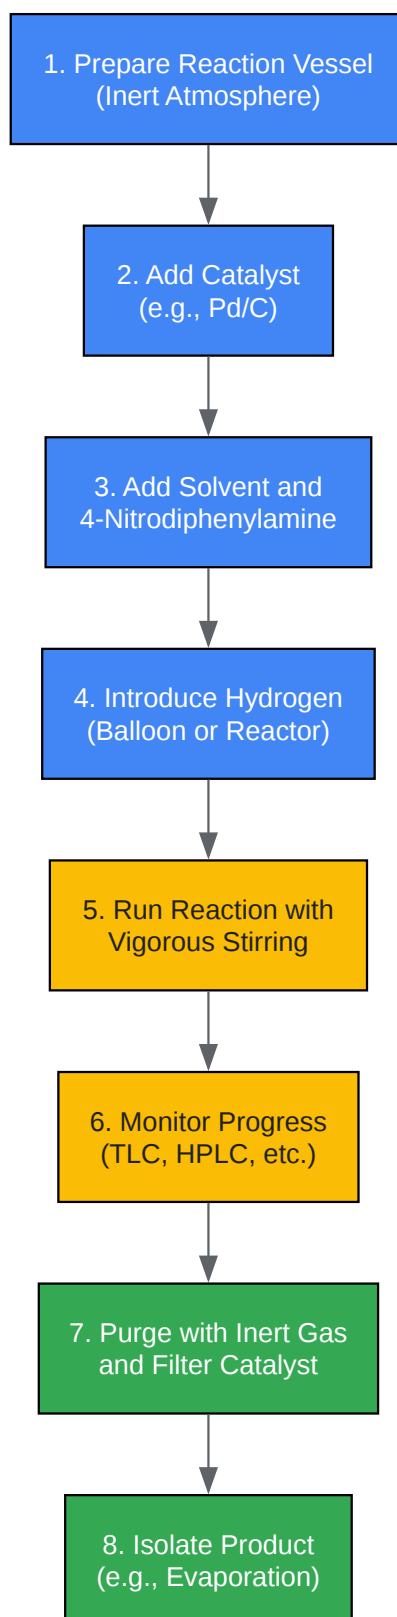 1. Prepare Reaction Vessel
(Inert Atmosphere)
2. Add Catalyst
(e.g., Pd/C)
3. Add Solvent and
4-Nitrodiphenylamine
4. Introduce Hydrogen
(Balloon or Reactor)
5. Run Reaction with
Vigorous Stirring
6. Monitor Progress
(TLC, HPLC, etc.)
7. Purge with Inert Gas
and Filter Catalyst
8. Isolate Product
(e.g., Evaporation)